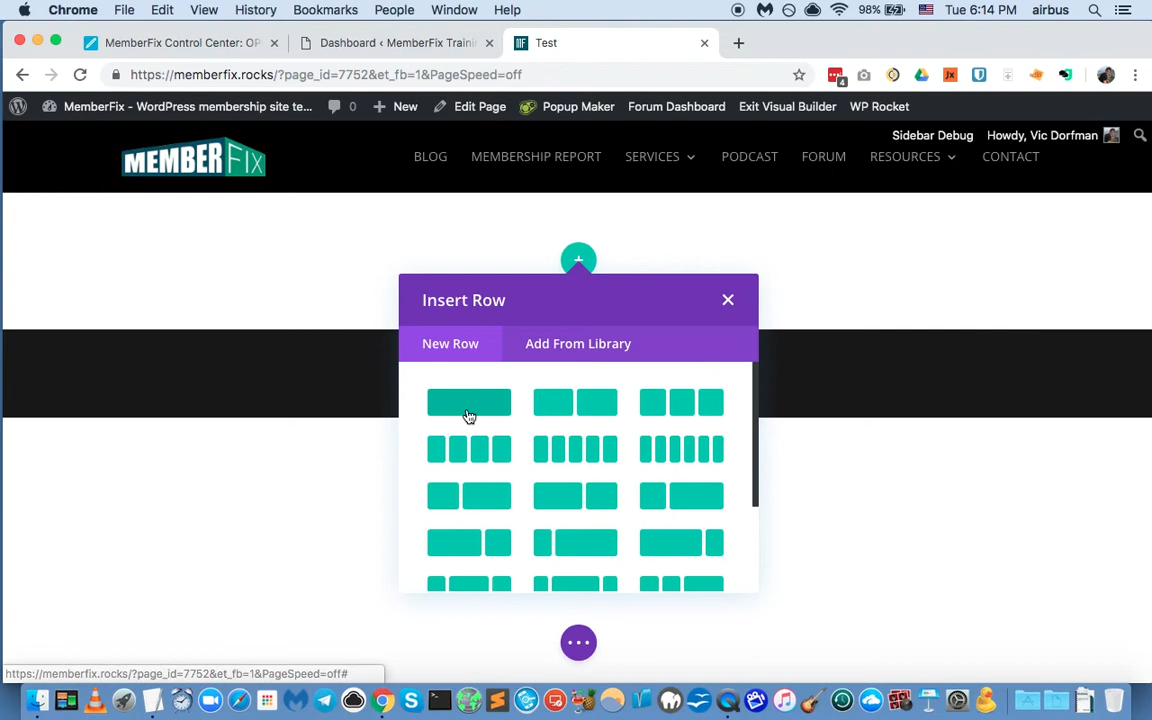 Chrome File Edit View History Bookmarks People Window Help 98% Tue 6:14 PM airbus
MemberFix Control Center: OP
Dashboard ‹ MemberFix Traini
MF Test
https://memberfix.rocks/?page_id=7752&et_fb=1&PageSpeed=off
4
JX
MemberFix - WordPress membership site te... 0 New Edit Page Popup Maker Forum Dashboard Exit Visual Builder WP Rocket
Sidebar Debug Howdy, Vic Dorfman
MEMBERFIX
BLOG MEMBERSHIP REPORT SERVICES PODCAST FORUM RESOURCES CONTACT
Insert Row
New Row Add From Library
https://memberfix.rocks/?page_id=7752&et_fb=1&PageSpeed=off#